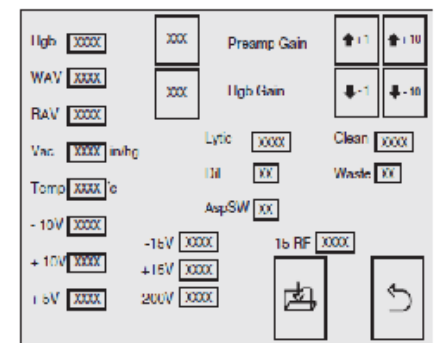 Hgb XXXX XXX Preamp Gain +1 +10
WAV XXXX XXX Hgb Gain -1 -10
RAV XXXX
Vac XXXX in/hg Lytic XXXX Clean XXXX
Temp XXXX °c Dil XX Waste XX
AspSW XX
-10V XXXX -15V XXXX 15 RF XXXX
+10V XXXX +15V XXXX
+5V XXXX 200V XXXX